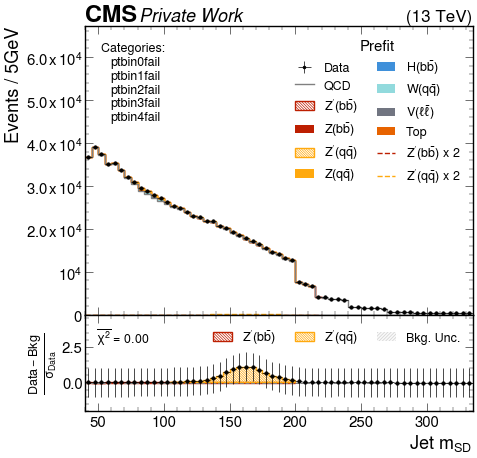 CMS Private Work (13 TeV)
Events / 5GeV
6.0×10⁴
5.0×10⁴
4.0×10⁴
3.0×10⁴
2.0×10⁴
10⁴
0
Categories:
ptbin0fail
ptbin1fail
ptbin2fail
ptbin3fail
ptbin4fail
Prefit
Data
QCD
Z′(bb̄)
Z(bb̄)
Z′(qq̄)
Z(qq̄)
H(bb̄)
W(qq̄)
V(ℓℓ̄)
Top
Z′(bb̄) x 2
Z′(qq̄) x 2
Data − Bkg
σ_Data
2.5
0.0
χ̅² = 0.00
Z′(bb̄)
Z′(qq̄)
Bkg. Unc.
50 100 150 200 250 300
Jet m_SD